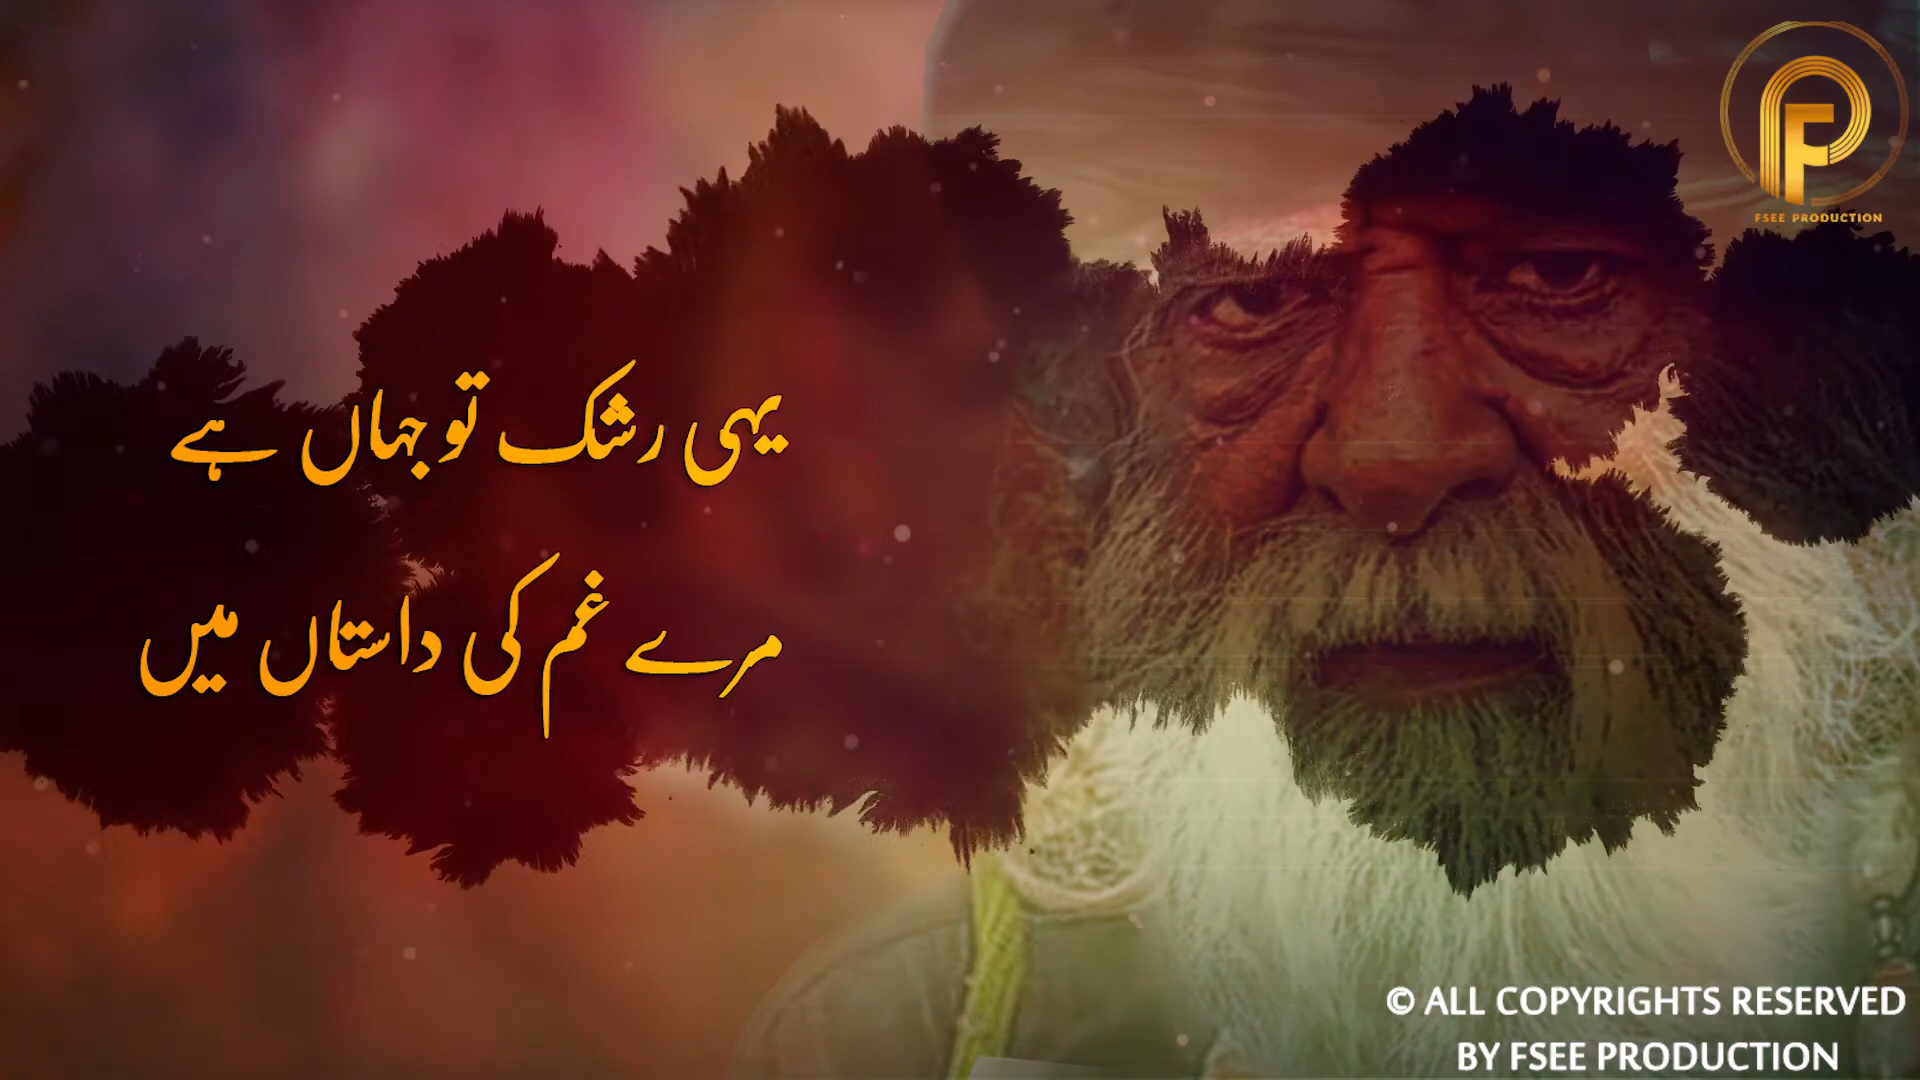 یہی رشک تو جہاں ہے
مرے غم کی داستاں میں
FSEE PRODUCTION
© ALL COPYRIGHTS RESERVED
BY FSEE PRODUCTION